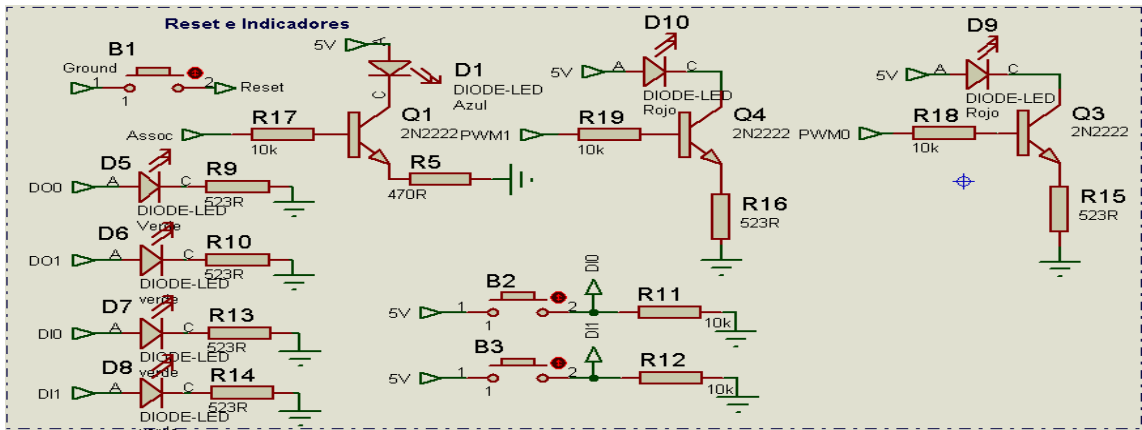 Reset e Indicadores
B1
Ground
1
2
Reset
1
5V
A
C
D1
DIODE-LED
Azul
Q1
2N2222
Assoc
R17
10k
R5
470R
D10
5V
A
C
DIODE-LED
Rojo
Q4
2N2222
PWM1
R19
10k
R16
523R
D9
5V
A
C
DIODE-LED
Rojo
Q3
2N2222
PWM0
R18
10k
R15
523R
D5
DO0
A
C
R9
523R
DIODE-LED
Verde
D6
DO1
A
C
R10
523R
DIODE-LED
verde
D7
DI0
A
C
R13
523R
DIODE-LED
verde
D8
DI1
A
C
R14
523R
DIODE-LED
B2
5V
1
2
1
DI0
R11
10k
B3
5V
1
2
1
DI1
R12
10k